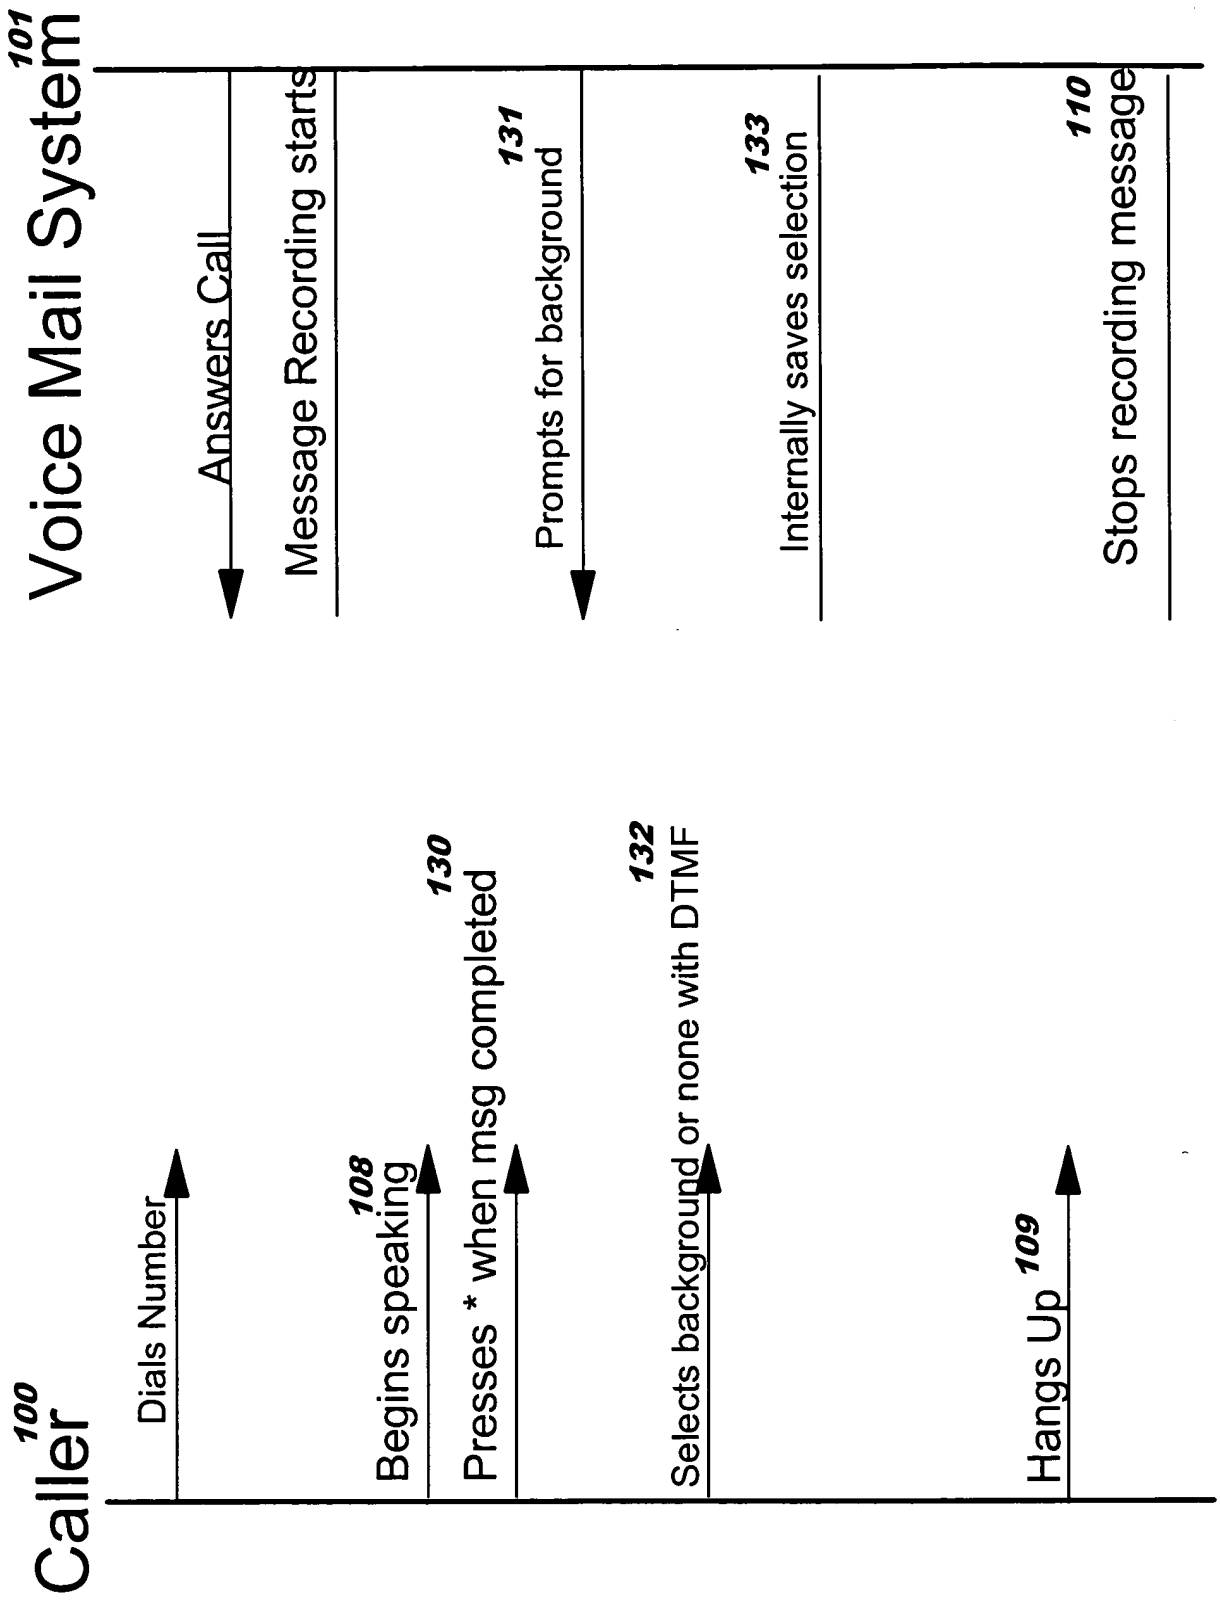 100
Caller
101
Voice Mail System
Dials Number
Answers Call
Message Recording starts
108
Begins speaking
130
Presses * when msg completed
131
Prompts for background
132
Selects background or none with DTMF
133
Internally saves selection
109
Hangs Up
110
Stops recording message